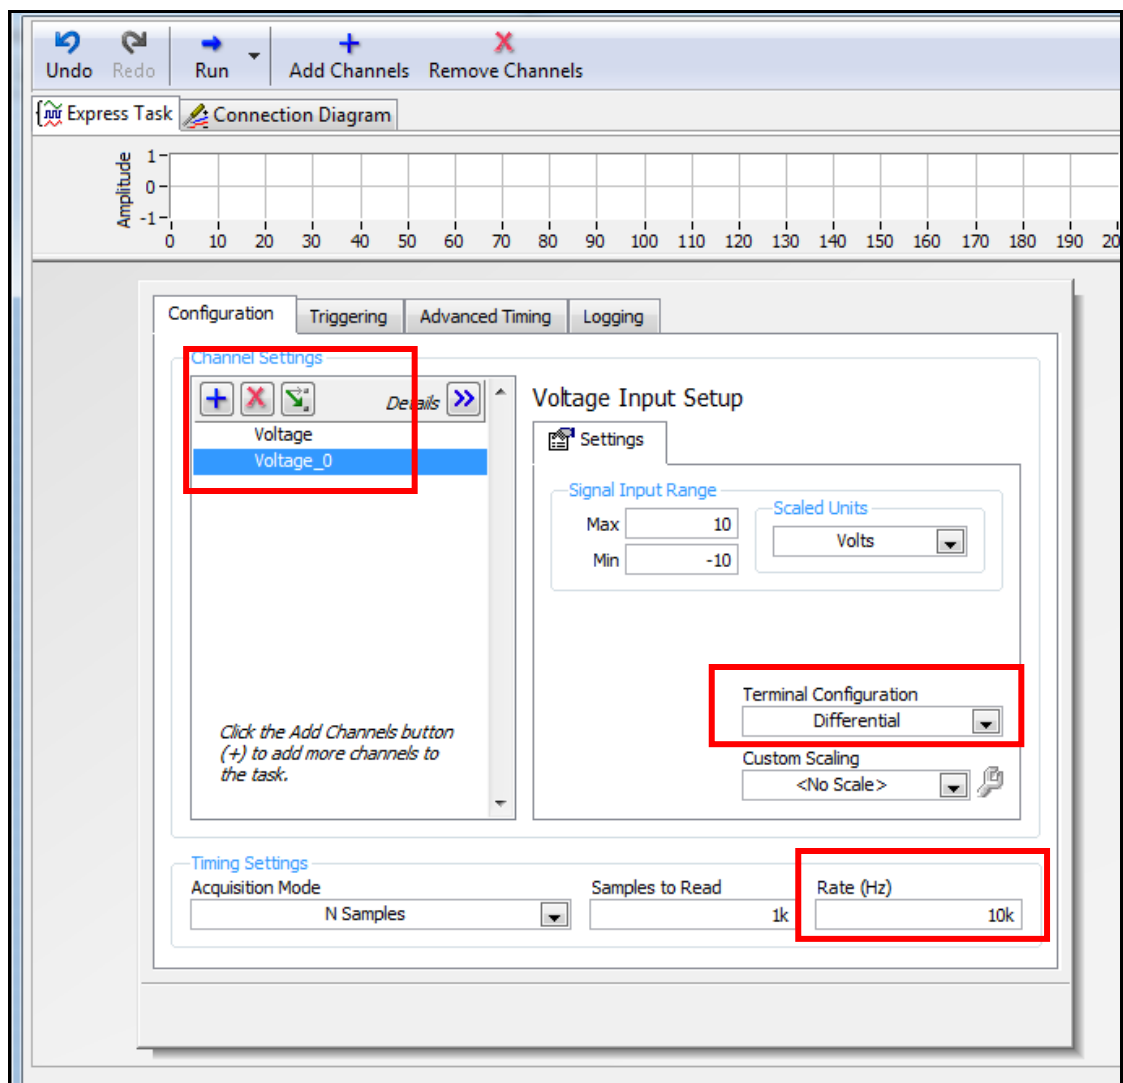 Undo Redo Run Add Channels Remove Channels
Express Task Connection Diagram
Amplitude
1
0
-1
0 10 20 30 40 50 60 70 80 90 100 110 120 130 140 150 160 170 180 190 20
Configuration Triggering Advanced Timing Logging
Channel Settings
Details
Voltage
Voltage_0
Click the Add Channels button
(+) to add more channels to
the task.
Voltage Input Setup
Settings
Signal Input Range
Max 10
Min -10
Scaled Units
Volts
Terminal Configuration
Differential
Custom Scaling
<No Scale>
Timing Settings
Acquisition Mode Samples to Read Rate (Hz)
N Samples 1k 10k